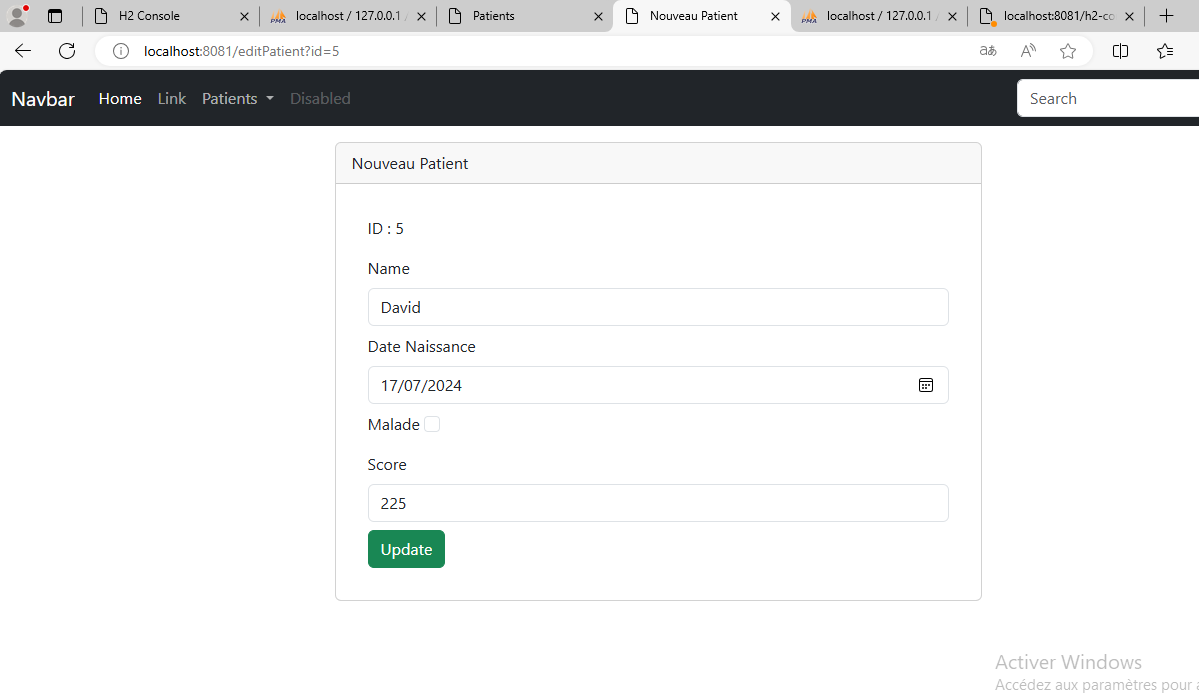 H2 Console
localhost / 127.0.0.1 /
Patients
Nouveau Patient
localhost / 127.0.0.1 /
localhost:8081/h2-co
localhost:8081/editPatient?id=5
Navbar Home Link Patients Disabled Search
Nouveau Patient
ID : 5
Name
David
Date Naissance
17/07/2024
Malade
Score
225
Update
Activer Windows
Accédez aux paramètres pour